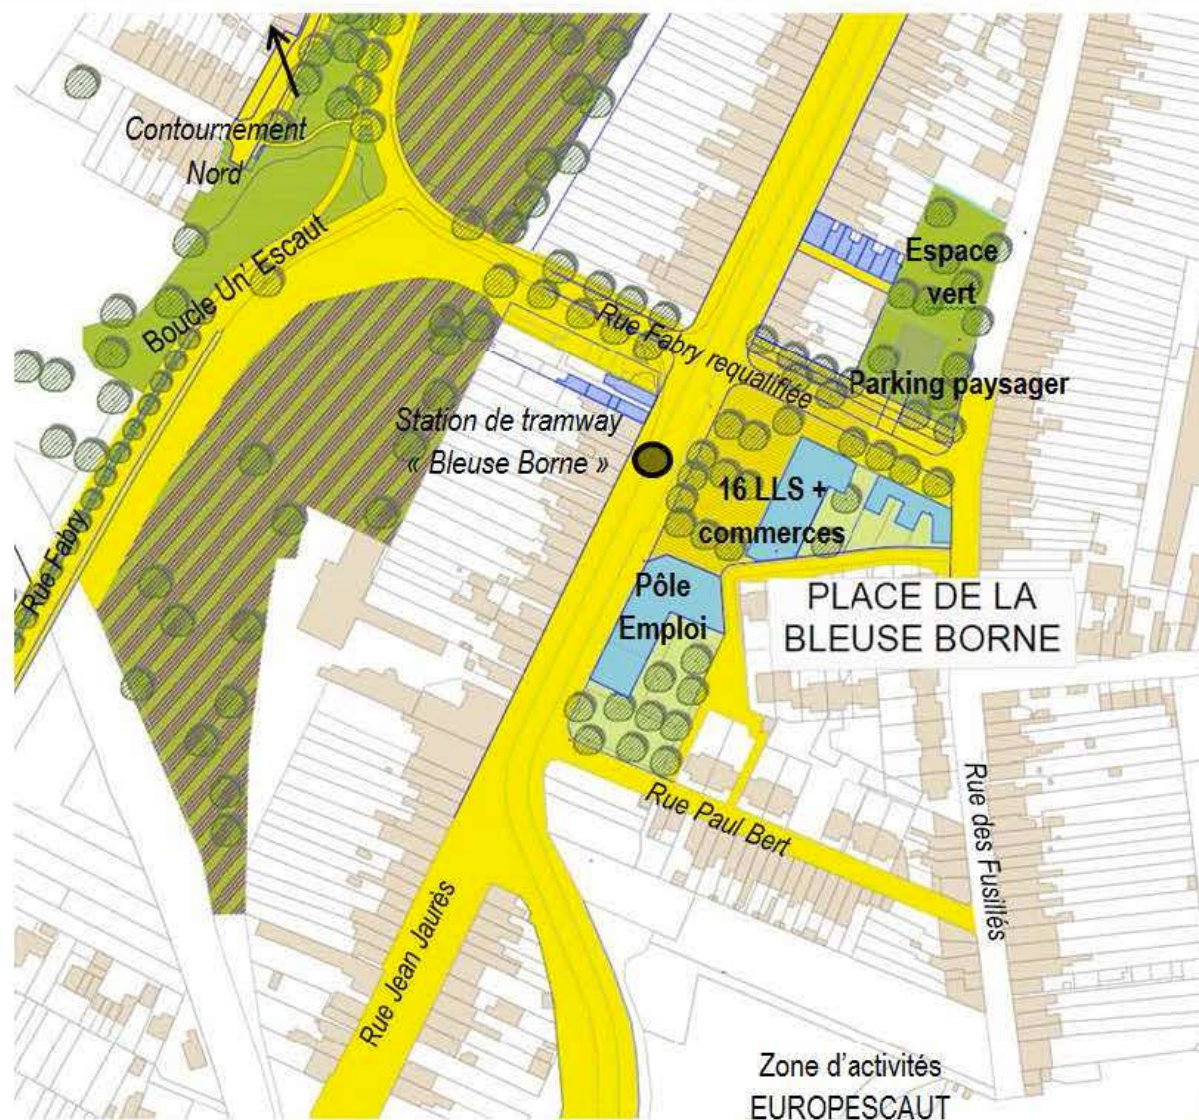 Contournement
Nord
Boucle Un' Escaut
Espace
vert
Rue Fabry requalifiée
Parking paysager
Station de tramway
« Bleuse Borne »
16 LLS +
commerces
Rue Fabry
Pôle
Emploi
PLACE DE LA
BLEUSE BORNE
Rue Paul Bert
Rue des Fusillés
Rue Jean Jaurès
Zone d'activités
EUROPESCAUT